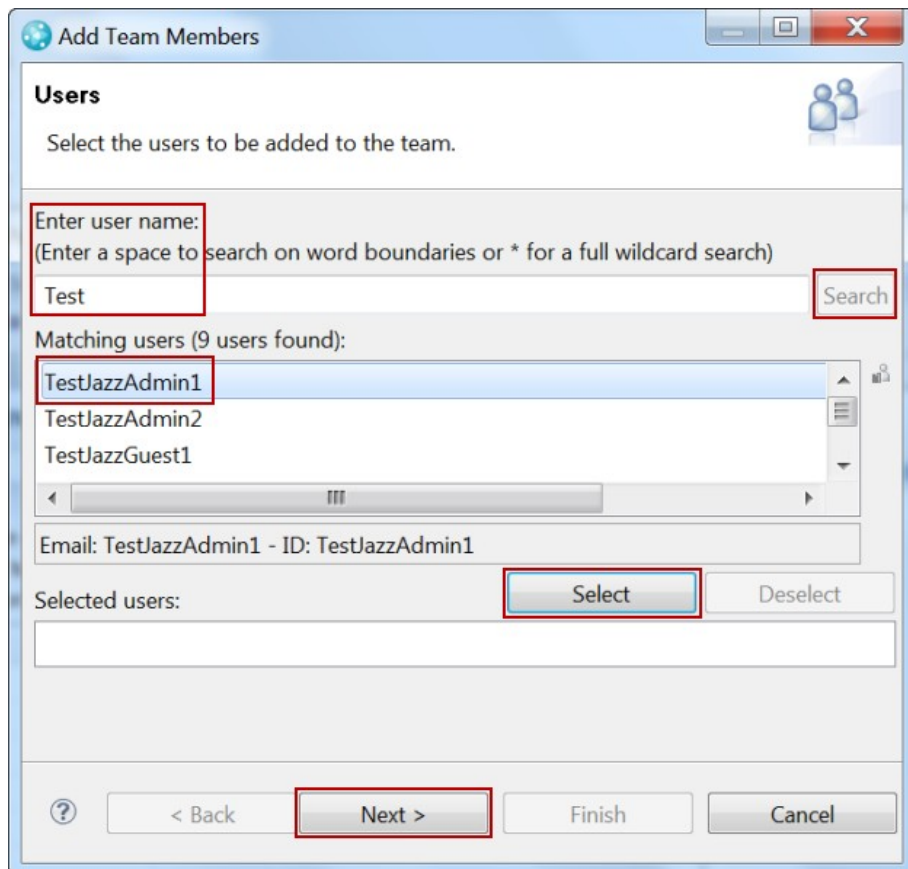 Add Team Members
Users
Select the users to be added to the team.
Enter user name:
(Enter a space to search on word boundaries or * for a full wildcard search)
Test
Search
Matching users (9 users found):
TestJazzAdmin1
TestJazzAdmin2
TestJazzGuest1
Email: TestJazzAdmin1 - ID: TestJazzAdmin1
Selected users:
Select
Deselect
?
< Back
Next >
Finish
Cancel